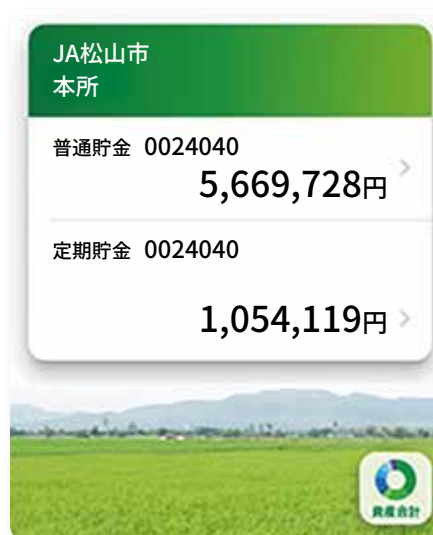 JA松山市
本所
普通貯金 0024040
5,669,728円
定期貯金 0024040
1,054,119円
資産合計